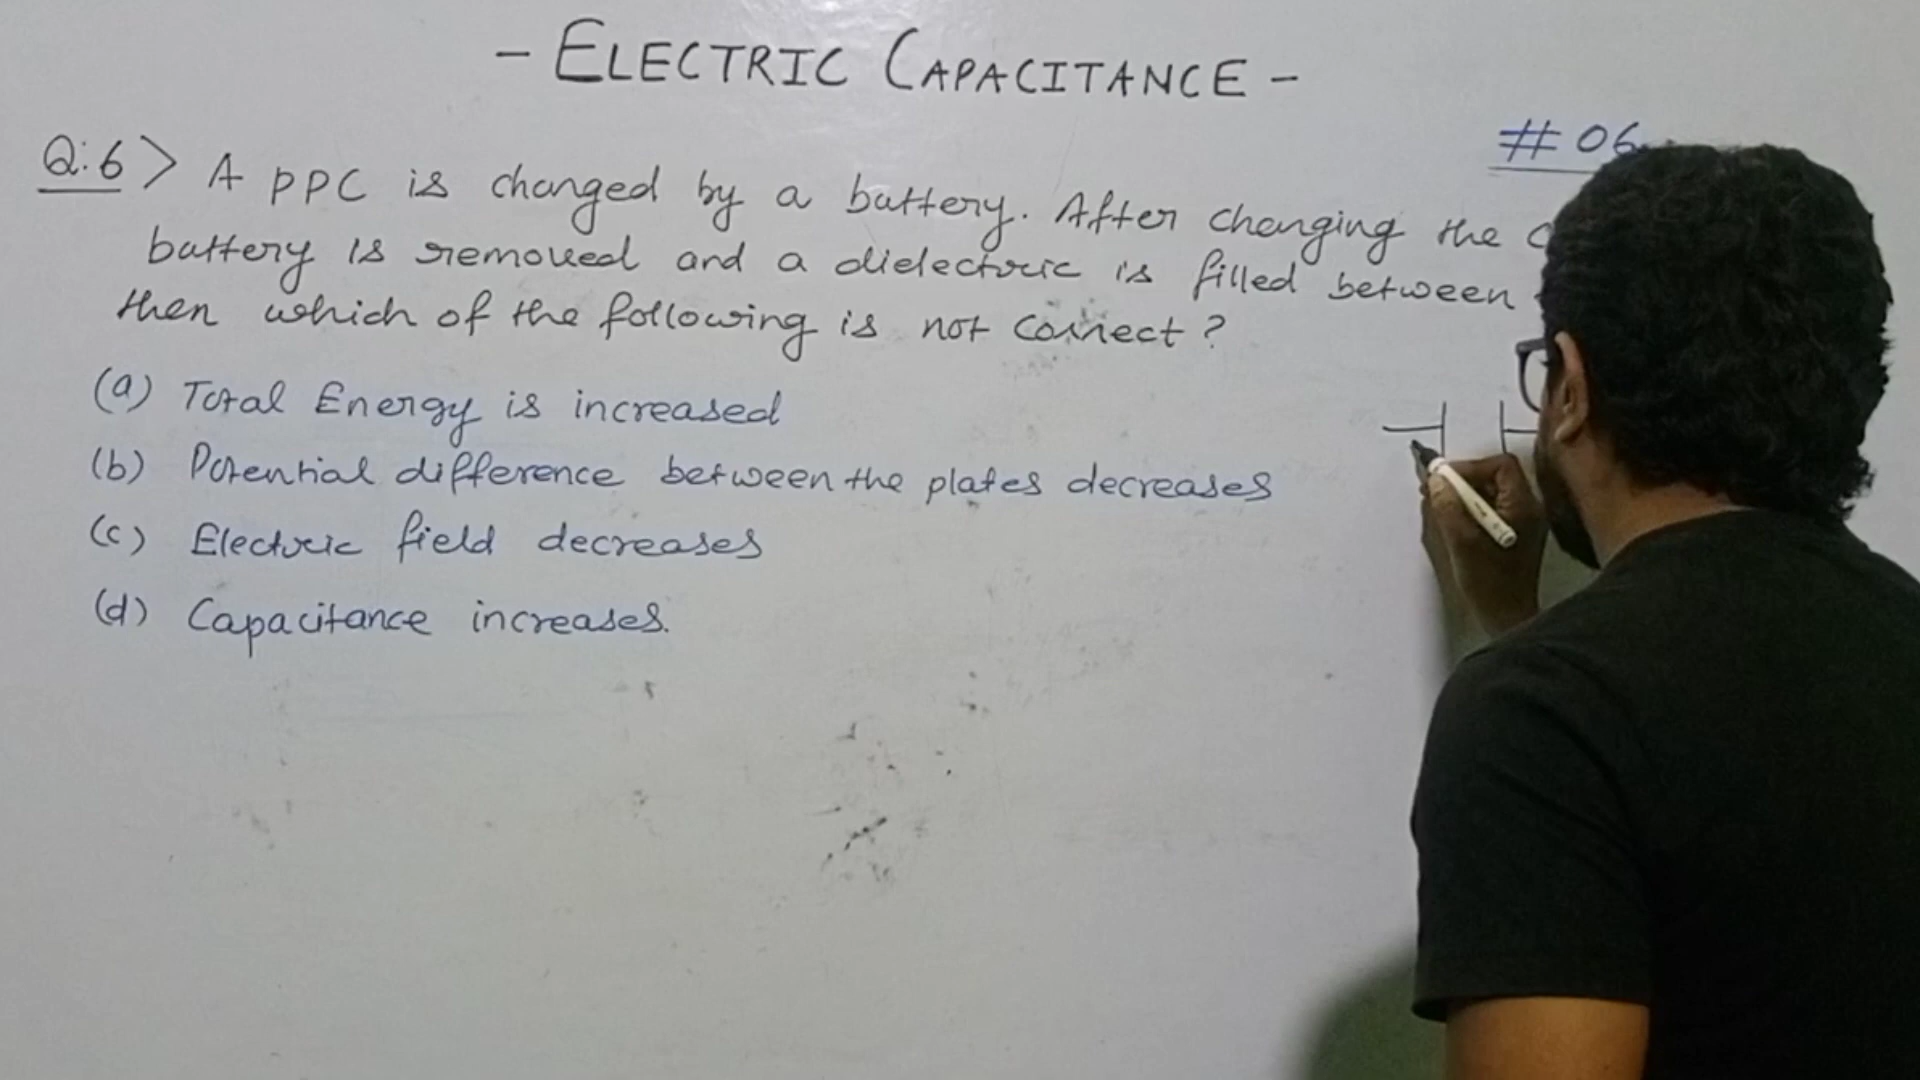 - ELECTRIC CAPACITANCE -
# 06
Q:6> A PPC is charged by a battery. After charging the
battery is removed and a dielectric is filled between
then which of the following is not correct?
(a) Total Energy is increased
(b) Potential difference between the plates decreases
(c) Electric field decreases
(d) Capacitance increases.